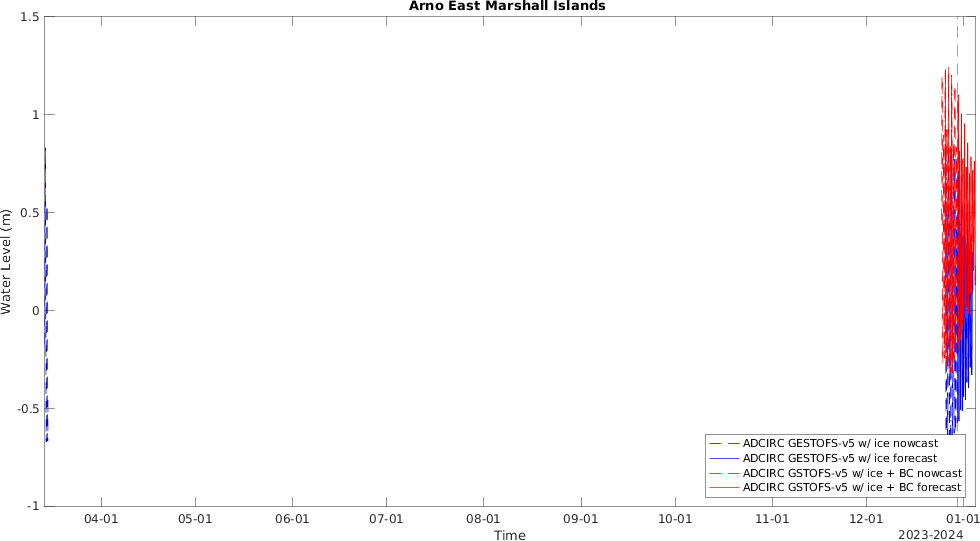 Arno East Marshall Islands
1.5
1
0.5
0
-0.5
-1
Water Level (m)
ADCIRC GESTOFS-v5 w/ ice nowcast
ADCIRC GESTOFS-v5 w/ ice forecast
ADCIRC GSTOFS-v5 w/ ice + BC nowcast
ADCIRC GSTOFS-v5 w/ ice + BC forecast
04-01 05-01 06-01 07-01 08-01 09-01 10-01 11-01 12-01 01-01
Time
2023-2024